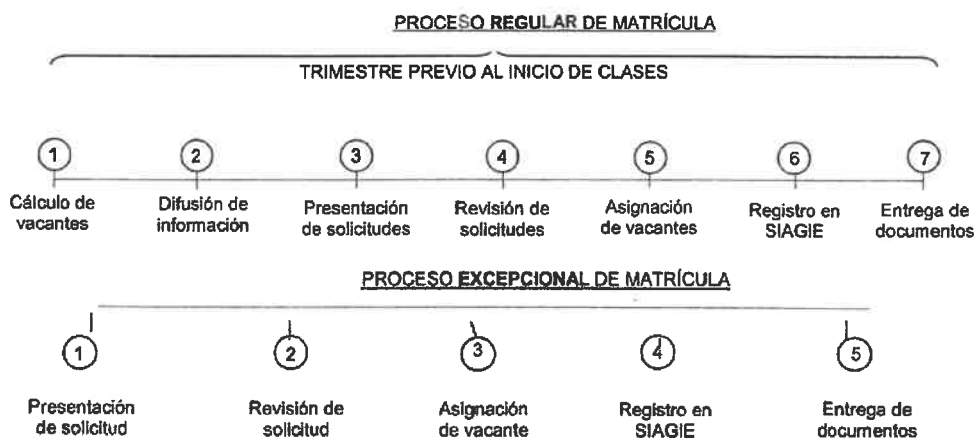 PROCESO REGULAR DE MATRÍCULA
TRIMESTRE PREVIO AL INICIO DE CLASES
1 2 3 4 5 6 7
Cálculo de Difusión de Presentación Revisión de Asignación Registro en Entrega de
vacantes información de solicitudes solicitudes de vacantes SIAGIE documentos
PROCESO EXCEPCIONAL DE MATRÍCULA
1 2 3 4 5
Presentación Revisión de Asignación Registro en Entrega de
de solicitud solicitud de vacante SIAGIE documentos